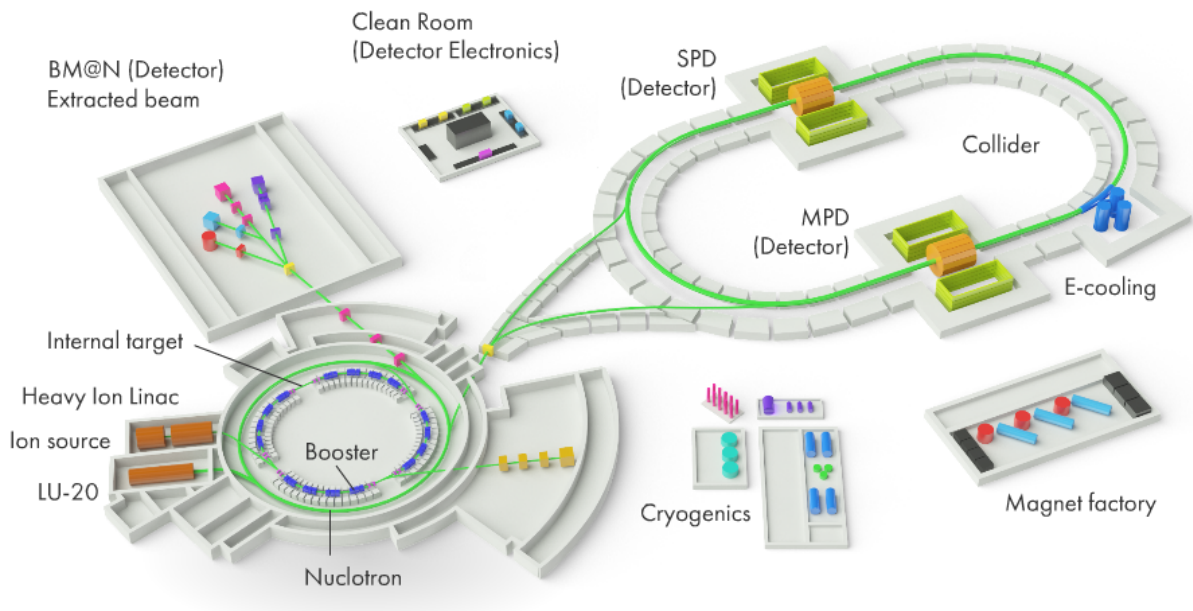 Clean Room
(Detector Electronics)
BM@N (Detector)
Extracted beam
SPD
(Detector)
Collider
MPD
(Detector)
E-cooling
Internal target
Heavy Ion Linac
Ion source
LU-20
Booster
Nuclotron
Cryogenics
Magnet factory